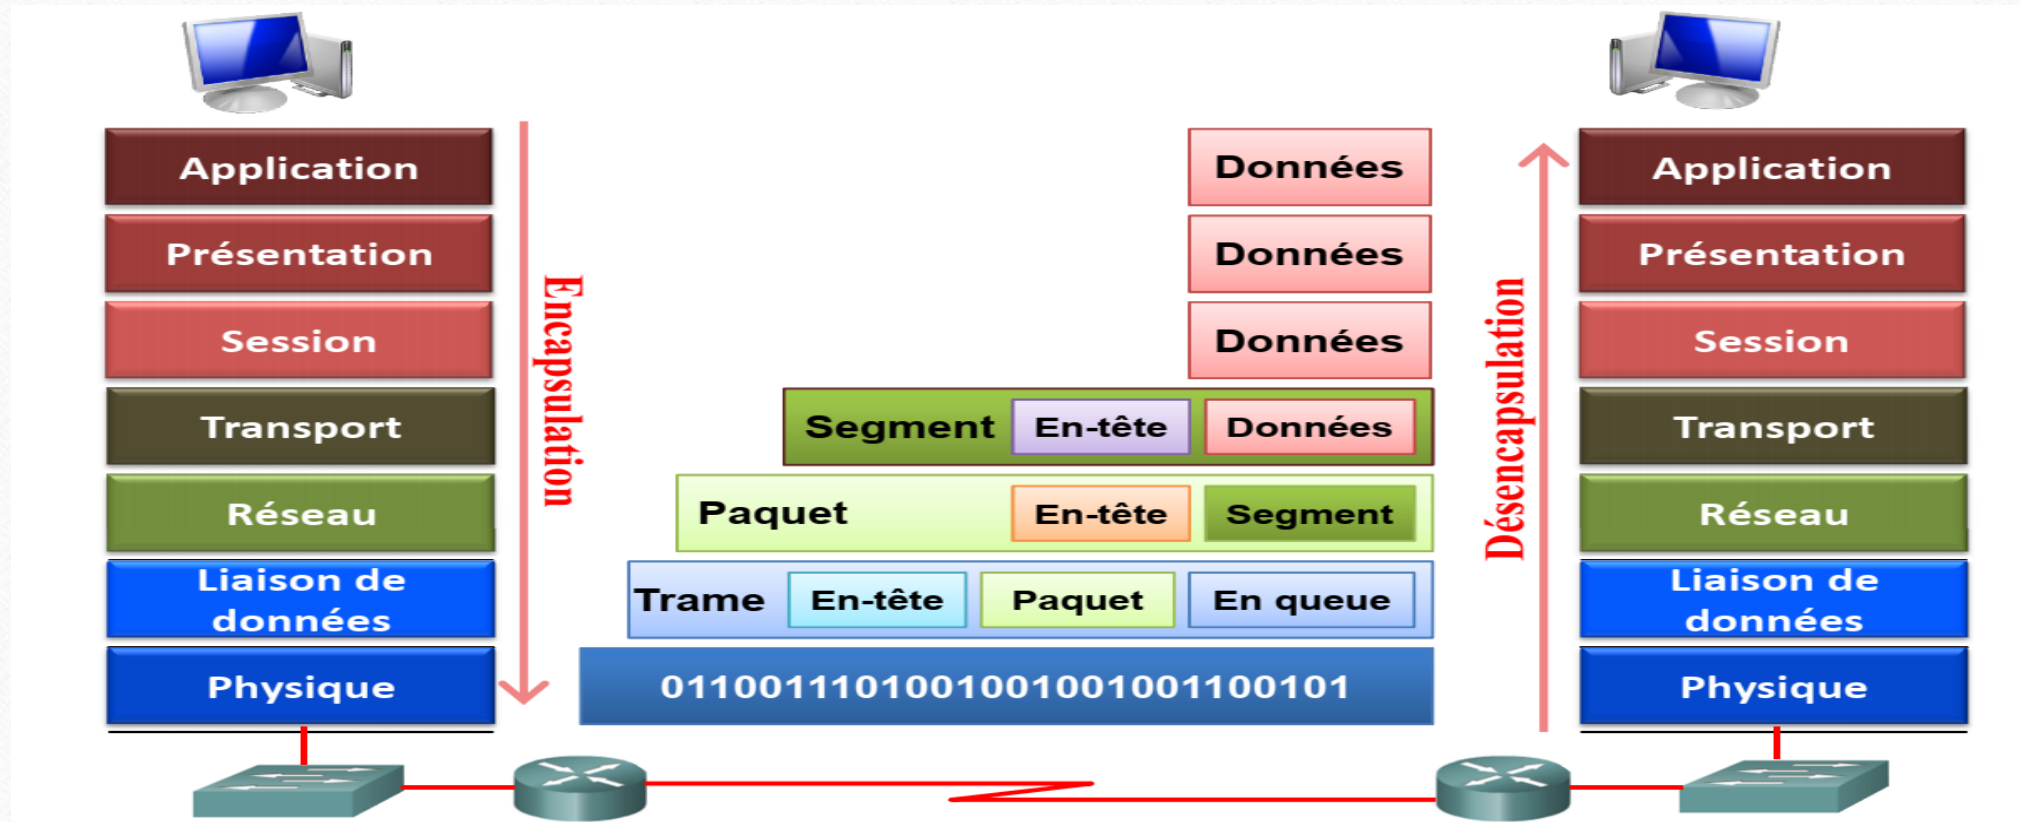 Application
Présentation
Session
Transport
Réseau
Liaison de
données
Physique
Encapsulation
Données
Données
Données
Segment En-tête Données
Paquet En-tête Segment
Trame En-tête Paquet En queue
0110011101001001001001100101
Désencapsulation
Application
Présentation
Session
Transport
Réseau
Liaison de
données
Physique